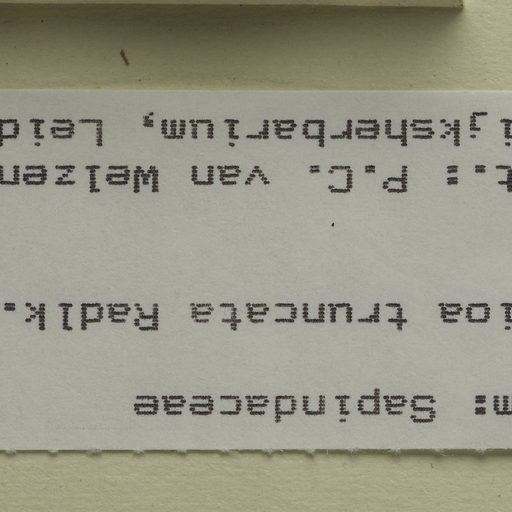 m: Sapindaceae
ioa truncata Radlk.
t.: P.C. van Welzen
ijksherbarium, Leid